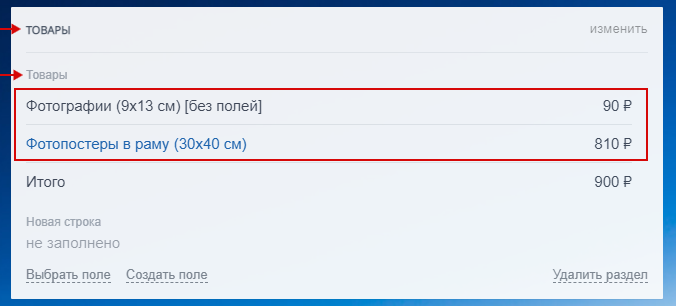 ТОВАРЫ изменить
Товары
Фотографии (9x13 см) [без полей] 90 ₽
Фотопостеры в раму (30x40 см) 810 ₽
Итого 900 ₽
Новая строка
не заполнено
Выбрать поле Создать поле Удалить раздел